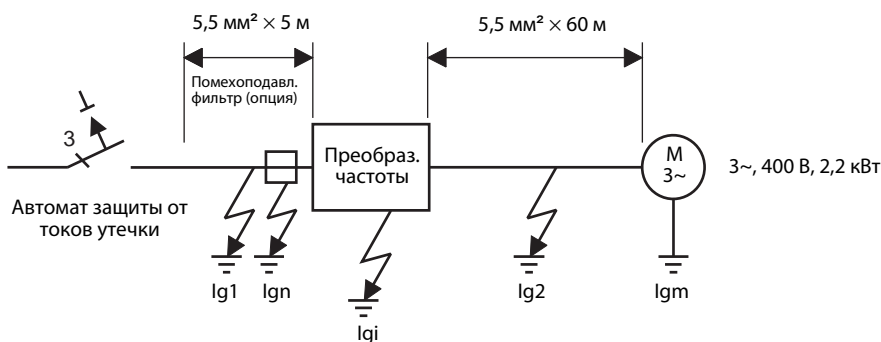 5,5 мм² × 5 м
5,5 мм² × 60 м
Помехоподавл.
фильтр (опция)
3
Преобраз.
частоты
М
3~
3~, 400 В, 2,2 кВт
Автомат защиты от
токов утечки
Ig1
Ign
Igi
Ig2
Igm